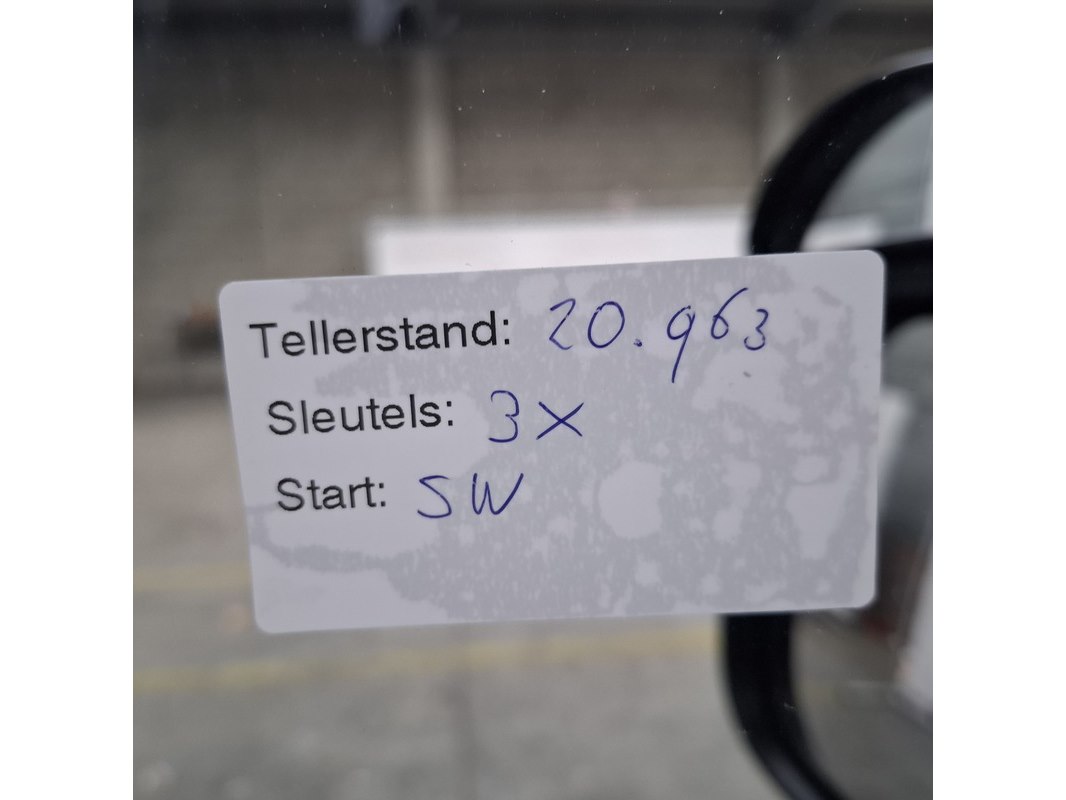 Tellerstand: 20.963
Sleutels: 3x
Start: SW